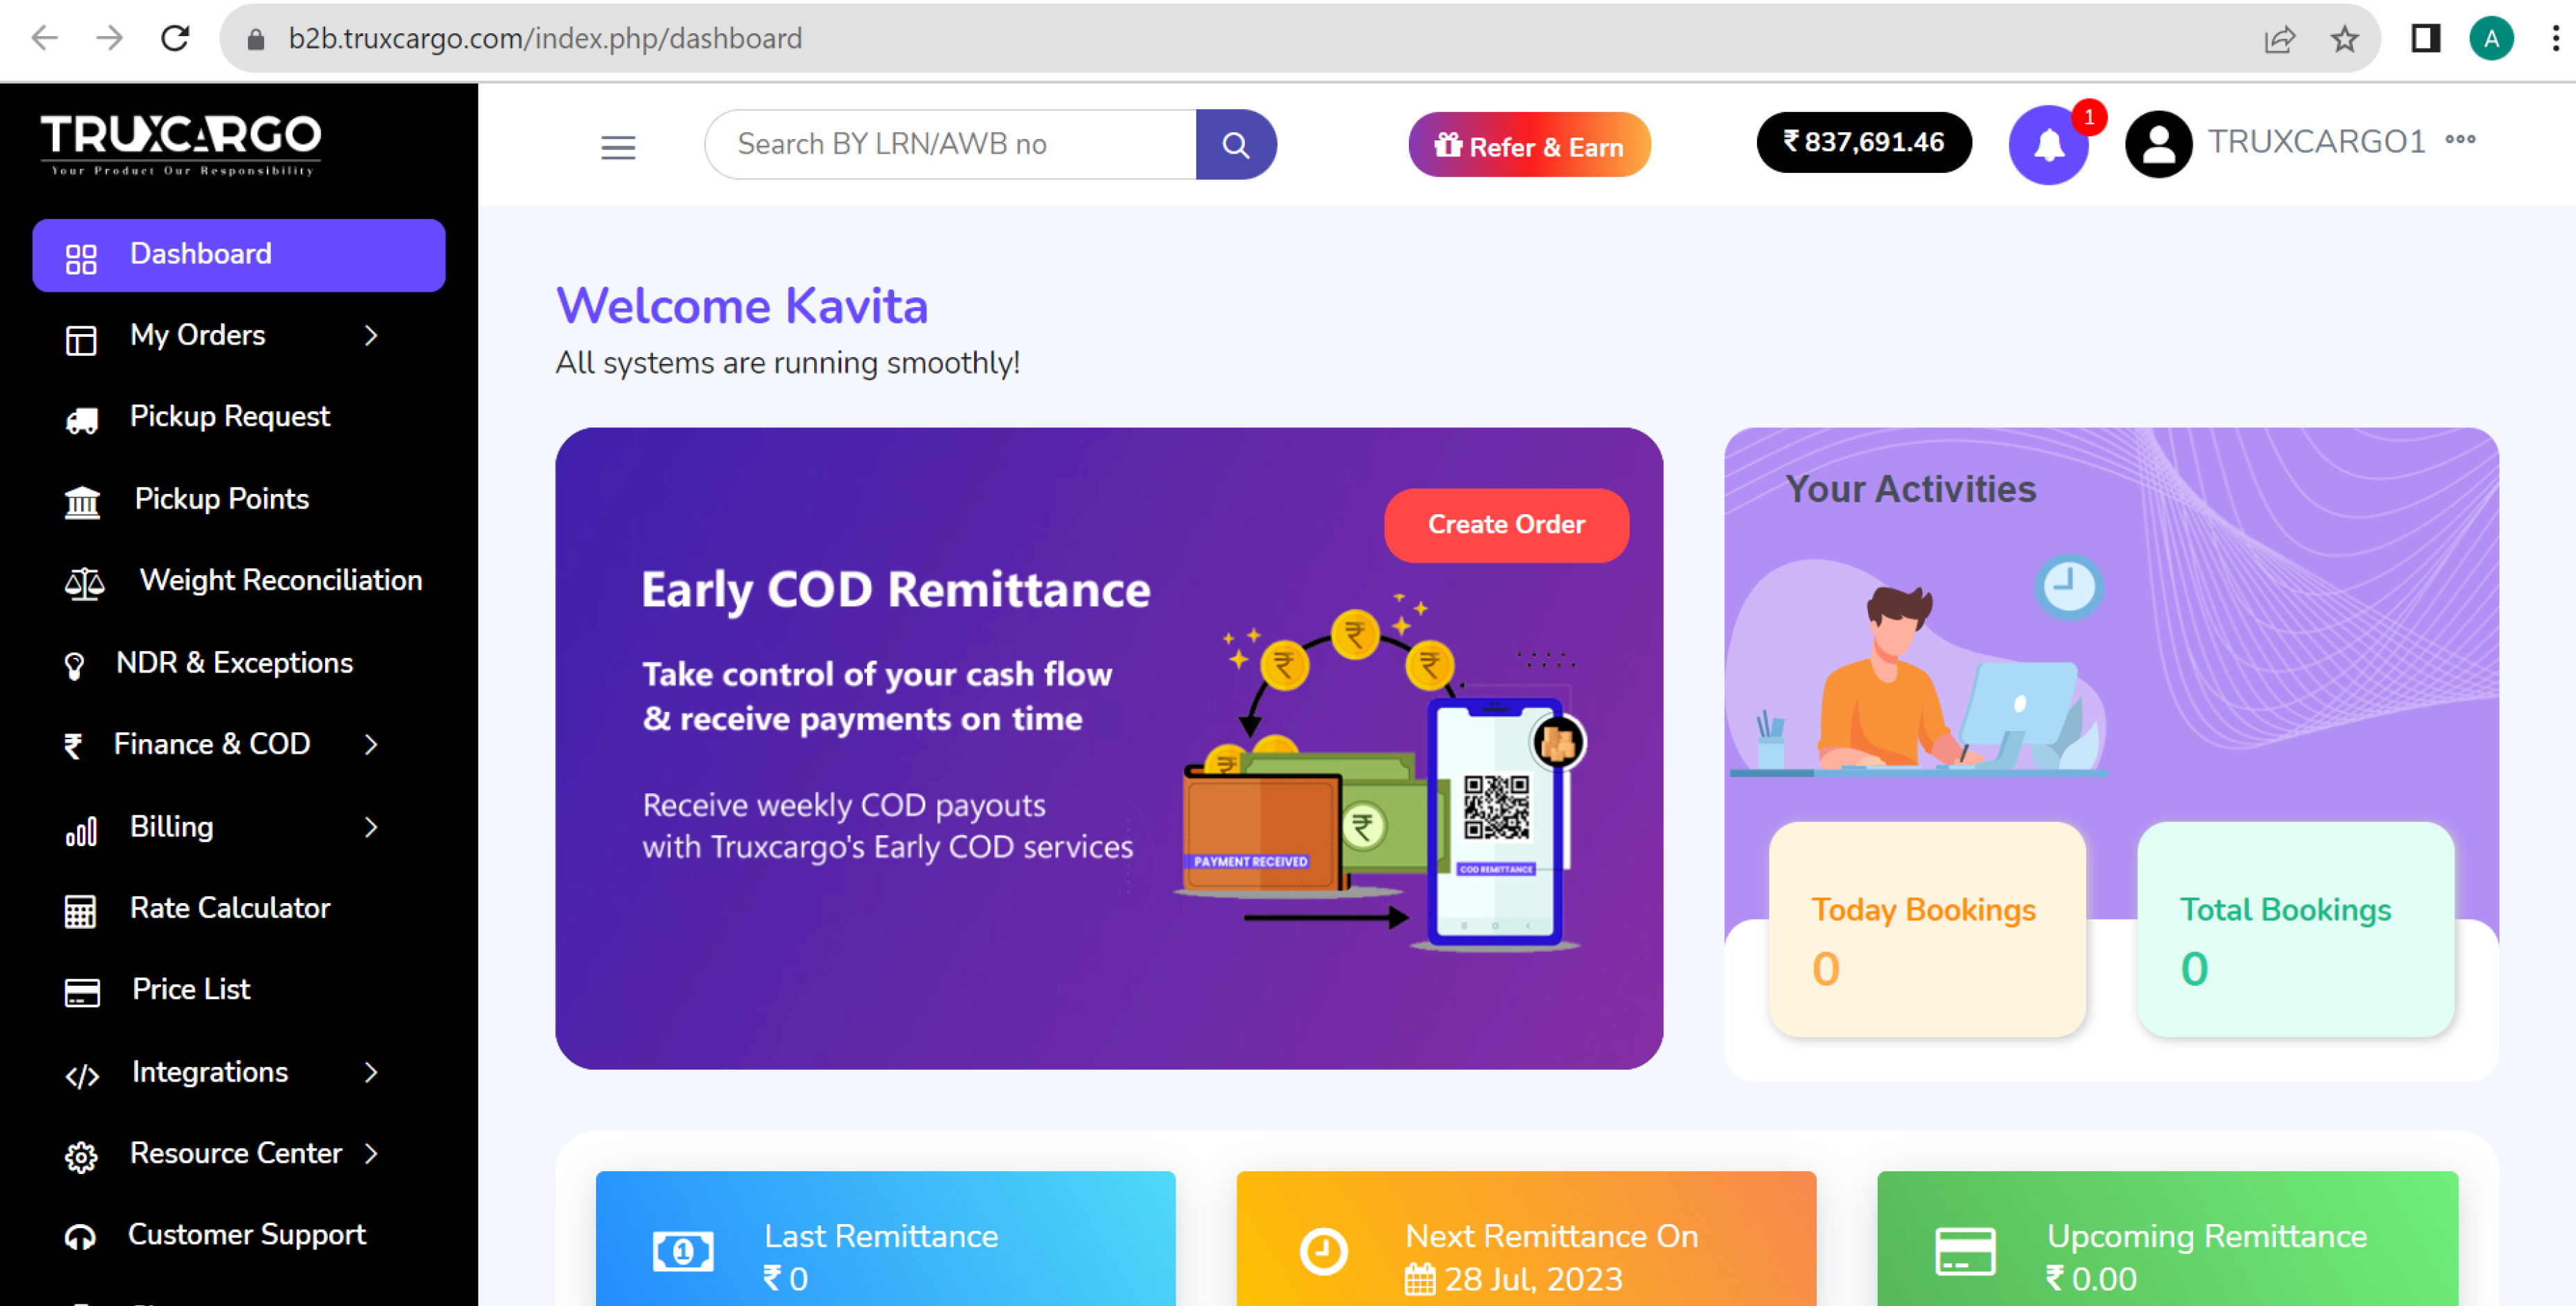 b2b.truxcargo.com/index.php/dashboard
A
TRUXCARGO
Your Product Our Responsibility
Search BY LRN/AWB no
Refer & Earn
₹ 837,691.46
1
TRUXCARGO1
Dashboard
My Orders
Pickup Request
Pickup Points
Weight Reconciliation
NDR & Exceptions
₹ Finance & COD
Billing
Rate Calculator
Price List
Integrations
Resource Center
Customer Support
Welcome Kavita
All systems are running smoothly!
Create Order
Early COD Remittance
Take control of your cash flow
& receive payments on time
Receive weekly COD payouts
with Truxcargo's Early COD services
₹
₹
₹
₹
₹
PAYMENT RECEIVED
COD REMITTANCE
Your Activities
Today Bookings
0
Total Bookings
0
1
Last Remittance
₹ 0
Next Remittance On
28 Jul, 2023
Upcoming Remittance
₹ 0.00